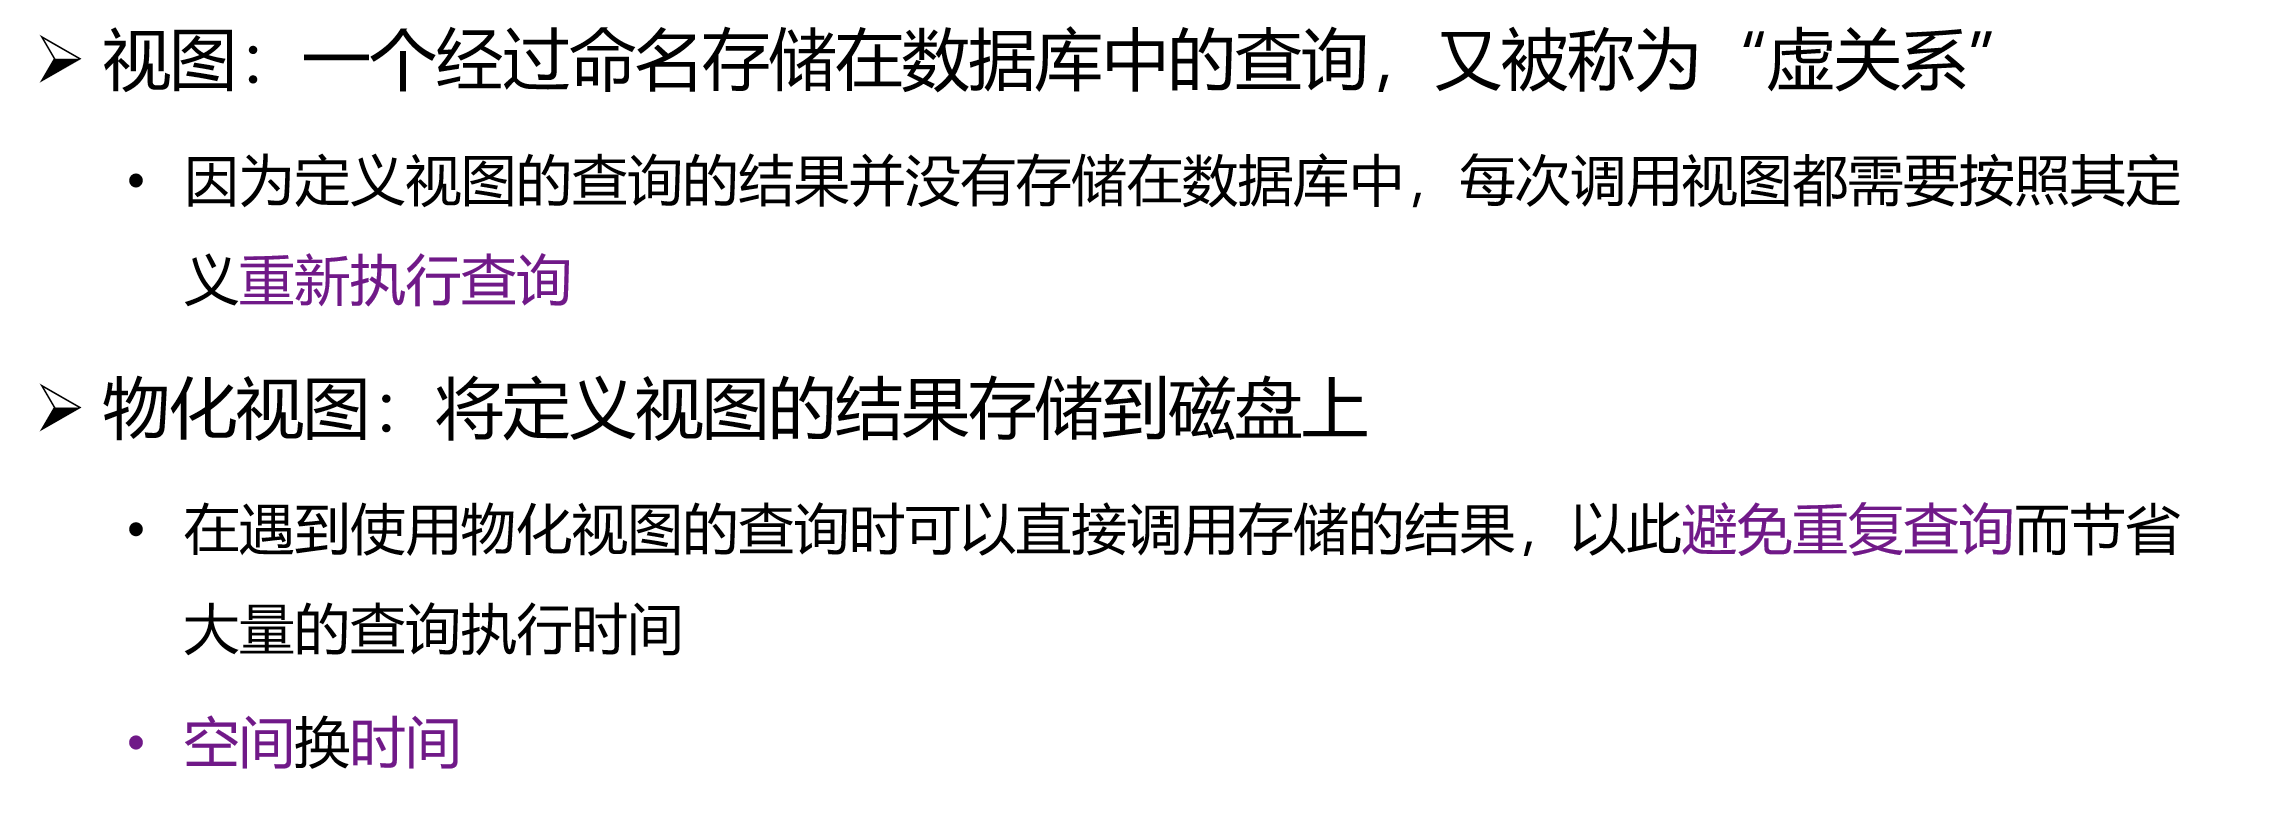 ➢ 视图：一个经过命名存储在数据库中的查询，又被称为“虚关系”
• 因为定义视图的查询的结果并没有存储在数据库中，每次调用视图都需要按照其定
义重新执行查询
➢ 物化视图：将定义视图的结果存储到磁盘上
• 在遇到使用物化视图的查询时可以直接调用存储的结果，以此避免重复查询而节省
大量的查询执行时间
• 空间换时间